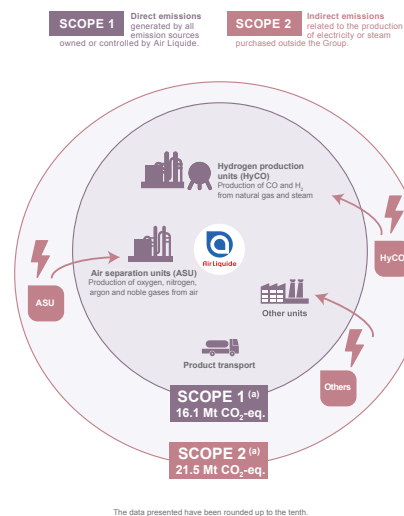 SCOPE 1
Direct emissions
generated by all
emission sources
owned or controlled by Air Liquide.
SCOPE 2
Indirect emissions
related to the production
of electricity or steam
purchased outside the Group.
Hydrogen production
units (HyCO)
Production of CO and H₂
from natural gas and steam
HyCO
Air Liquide
Air separation units (ASU)
Production of oxygen, nitrogen,
argon and noble gases from air
ASU
Other units
Product transport
Others
SCOPE 1 (a)
16.1 Mt CO₂-eq.
SCOPE 2 (a)
21.5 Mt CO₂-eq.
The data presented have been rounded up to the tenth.